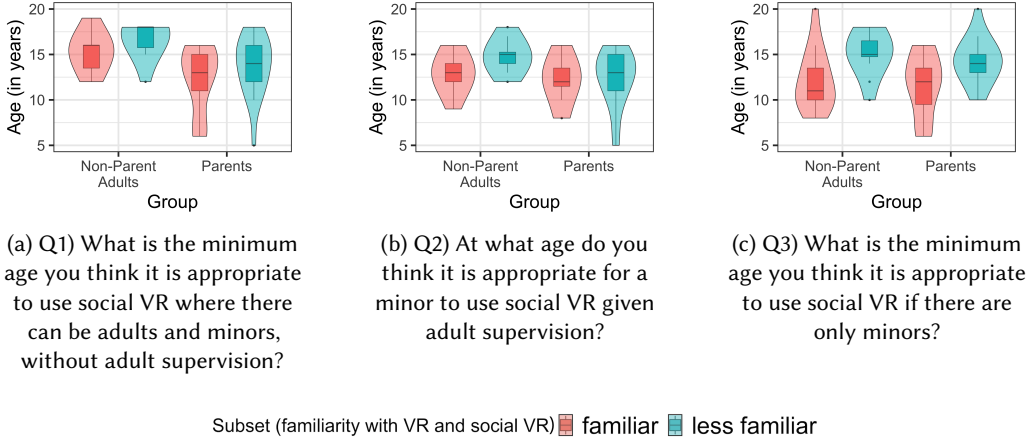 Age (in years)
20
15
10
5
Non-Parent
Adults
Parents
Group
(a) Q1) What is the minimum
age you think it is appropriate
to use social VR where there
can be adults and minors,
without adult supervision?
Age (in years)
20
15
10
5
Non-Parent
Adults
Parents
Group
(b) Q2) At what age do you
think it is appropriate for a
minor to use social VR given
adult supervision?
Age (in years)
20
15
10
5
Non-Parent
Adults
Parents
Group
(c) Q3) What is the minimum
age you think it is appropriate
to use social VR if there are
only minors?
Subset (familiarity with VR and social VR) familiar less familiar